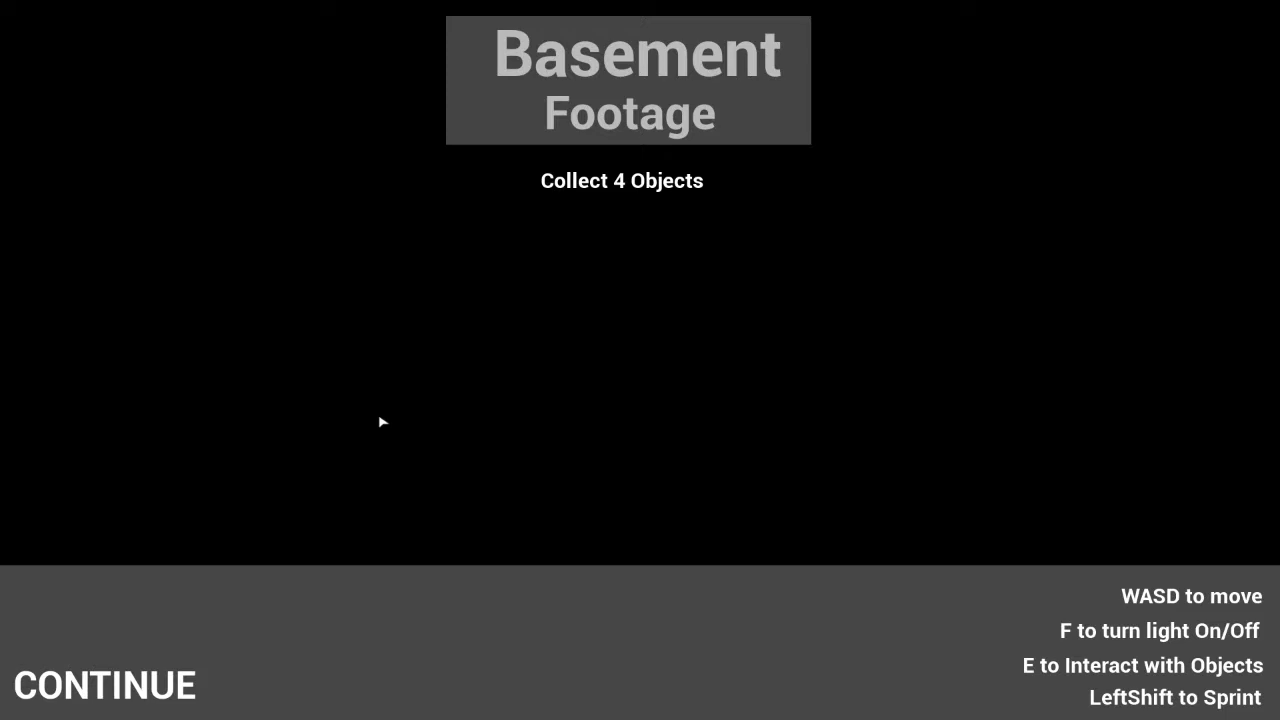 Basement
Footage
Collect 4 Objects
WASD to move
F to turn light On/Off
E to Interact with Objects
LeftShift to Sprint
CONTINUE